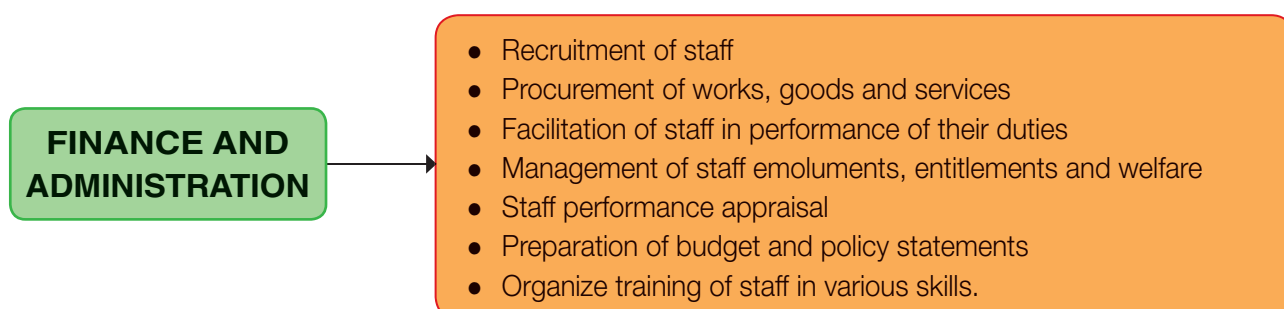 FINANCE AND
ADMINISTRATION
● Recruitment of staff
● Procurement of works, goods and services
● Facilitation of staff in performance of their duties
● Management of staff emoluments, entitlements and welfare
● Staff performance appraisal
● Preparation of budget and policy statements
● Organize training of staff in various skills.